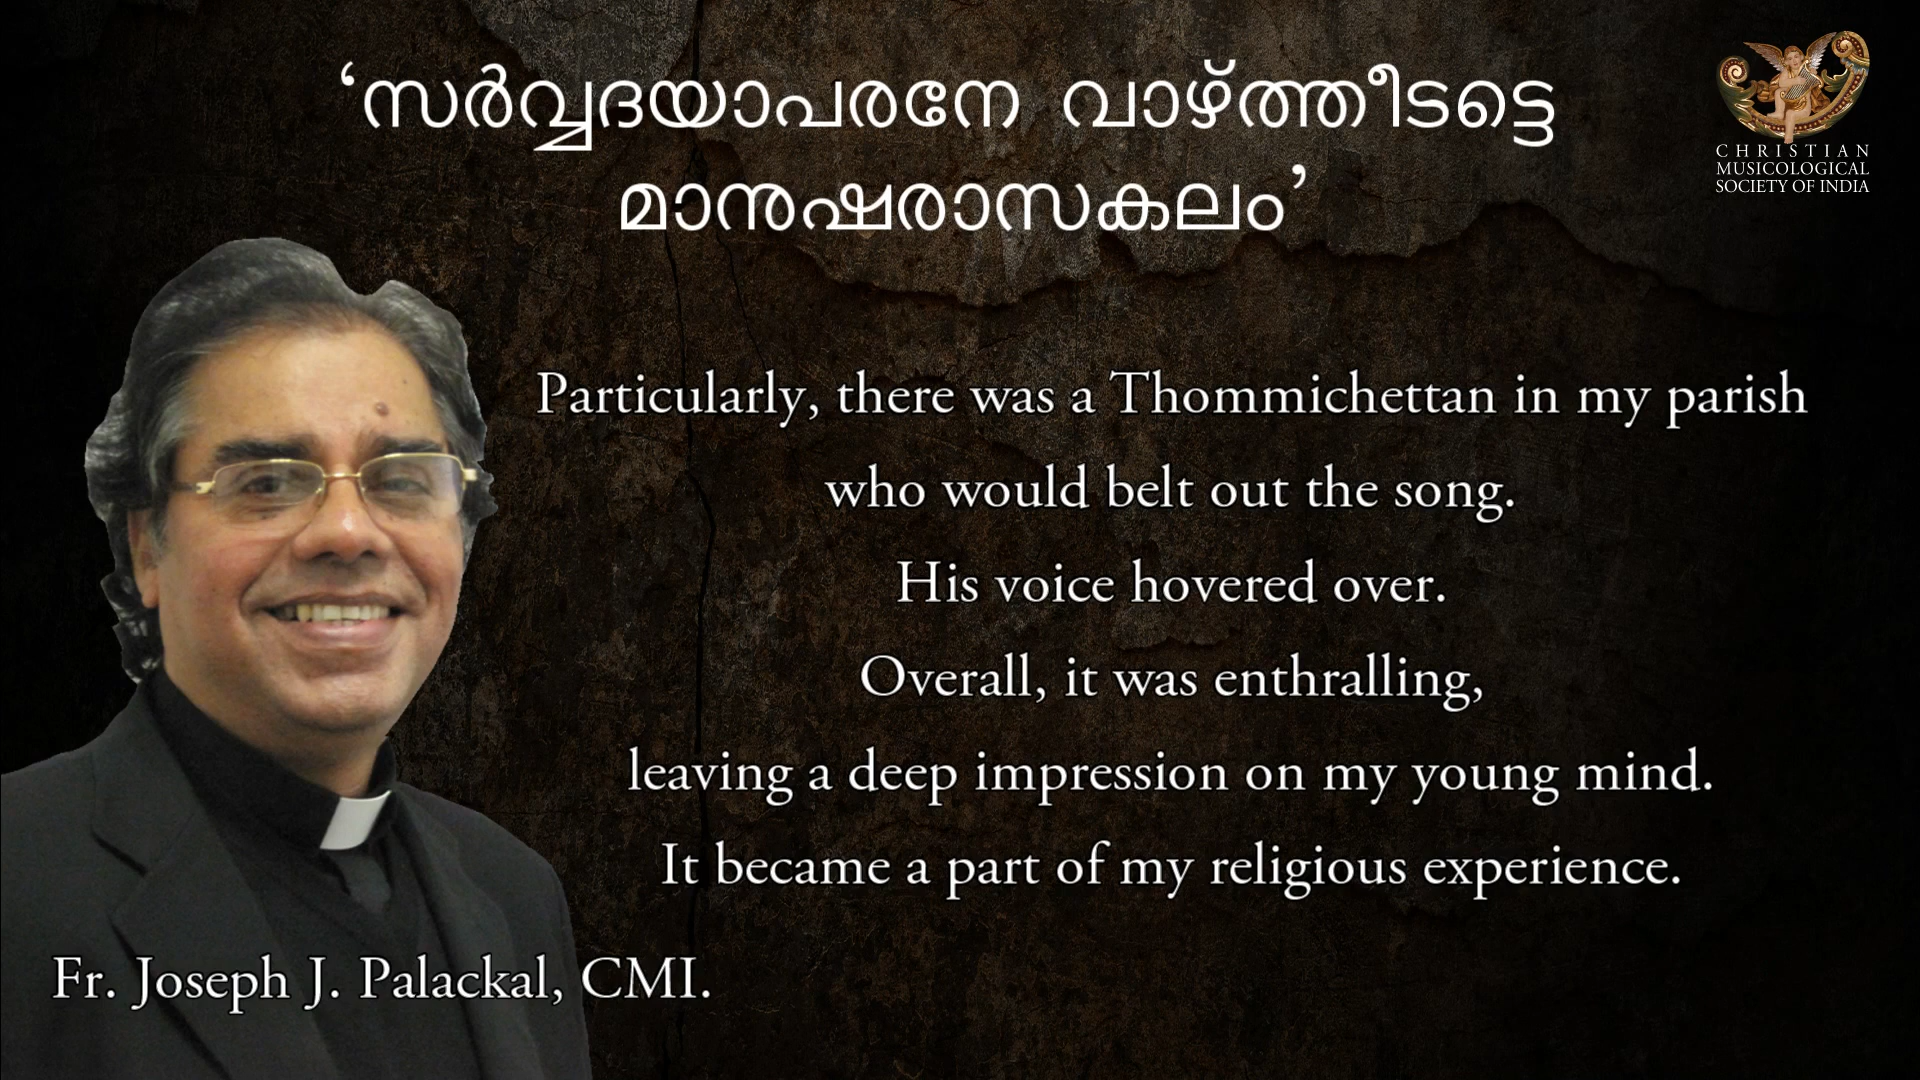 ‘സർവ്വദയാപരനേ വാഴ്ത്തീടട്ടെ
മാനുഷരാസകലം’
CHRISTIAN
MUSICOLOGICAL
SOCIETY OF INDIA
Particularly, there was a Thommichettan in my parish
who would belt out the song.
His voice hovered over.
Overall, it was enthralling,
leaving a deep impression on my young mind.
It became a part of my religious experience.
Fr. Joseph J. Palackal, CMI.